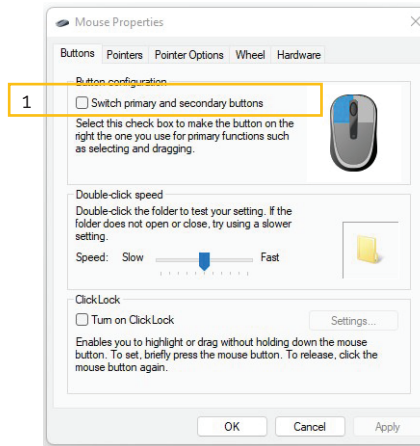 Mouse Properties
Buttons Pointers Pointer Options Wheel Hardware
Button configuration
1 Switch primary and secondary buttons
Select this check box to make the button on the
right the one you use for primary functions such
as selecting and dragging.
Double-click speed
Double-click the folder to test your setting. If the
folder does not open or close, try using a slower
setting.
Speed: Slow Fast
ClickLock
Turn on ClickLock Settings...
Enables you to highlight or drag without holding down the mouse
button. To set, briefly press the mouse button. To release, click the
mouse button again.
OK Cancel Apply